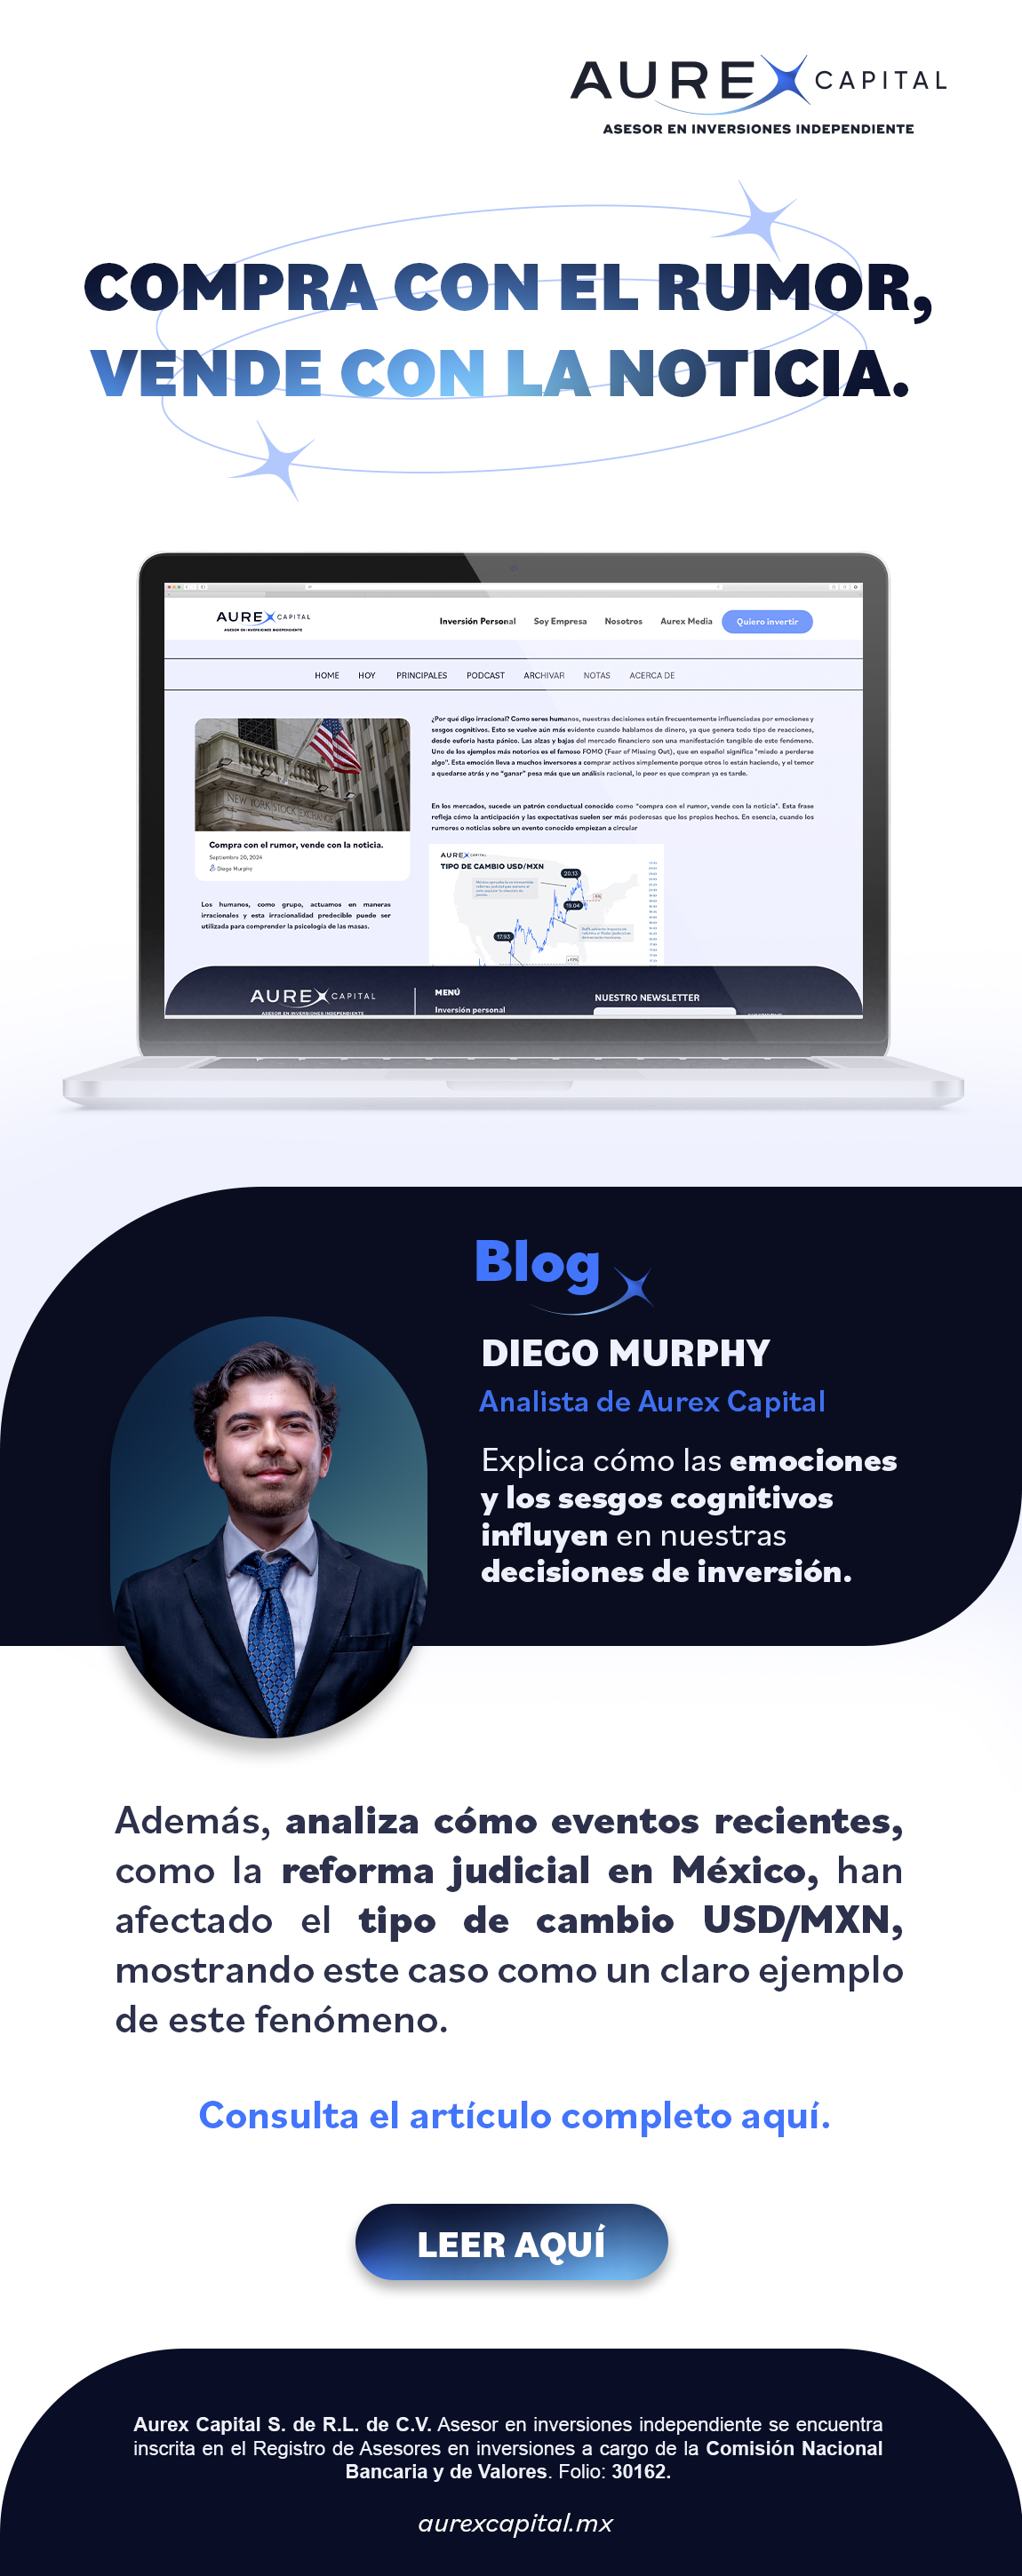 AUREX CAPITAL
ASESOR EN INVERSIONES INDEPENDIENTE
COMPRA CON EL RUMOR,
VENDE CON LA NOTICIA.
AUREX CAPITAL
ASESOR EN INVERSIONES INDEPENDIENTE
Inversión Personal Soy Empresa Nosotros Aurex Media Quiero invertir
HOME HOY PRINCIPALES PODCAST ARCHIVAR NOTAS ACERCA DE
NEW YORK STOCK EXCHANGE
Compra con el rumor, vende con la noticia.
Septiembre 20, 2024
Diego Murphy
Los humanos, como grupo, actuamos en maneras
irracionales y esta irracionalidad predecible puede ser
utilizada para comprender la psicología de las masas.
¿Por qué digo irracional? Como seres humanos, nuestras decisiones están frecuentemente influenciadas por emociones y
sesgos cognitivos. Esto se vuelve aún más evidente cuando hablamos de dinero, ya que genera todo tipo de reacciones,
desde euforia hasta pánico. Las alzas y bajas del mercado financiero son una manifestación tangible de este fenómeno.
Uno de los ejemplos más notorios es el famoso FOMO (Fear of Missing Out), que en español significa "miedo a perderse
algo". Esta emoción lleva a muchos inversores a comprar activos simplemente porque otros lo están haciendo, y el temor
a quedarse atrás y no "ganar" pesa más que un análisis racional, lo peor es que compran ya es tarde.
En los mercados, sucede un patrón conductual conocido como "compra con el rumor, vende con la noticia". Esta frase
refleja cómo la anticipación y las expectativas suelen ser más poderosas que los propios hechos. En esencia, cuando los
rumores o noticias sobre un evento conocido empiezan a circular
AUREX CAPITAL
TIPO DE CAMBIO USD/MXN
20.13
19.04
17.93
AUREX CAPITAL
ASESOR EN INVERSIONES INDEPENDIENTE
MENÚ
Inversión personal
NUESTRO NEWSLETTER
Blog
DIEGO MURPHY
Analista de Aurex Capital
Explica cómo las emociones
y los sesgos cognitivos
influyen en nuestras
decisiones de inversión.
Además, analiza cómo eventos recientes,
como la reforma judicial en México, han
afectado el tipo de cambio USD/MXN,
mostrando este caso como un claro ejemplo
de este fenómeno.
Consulta el artículo completo aquí.
LEER AQUÍ
Aurex Capital S. de R.L. de C.V. Asesor en inversiones independiente se encuentra
inscrita en el Registro de Asesores en inversiones a cargo de la Comisión Nacional
Bancaria y de Valores. Folio: 30162.
aurexcapital.mx